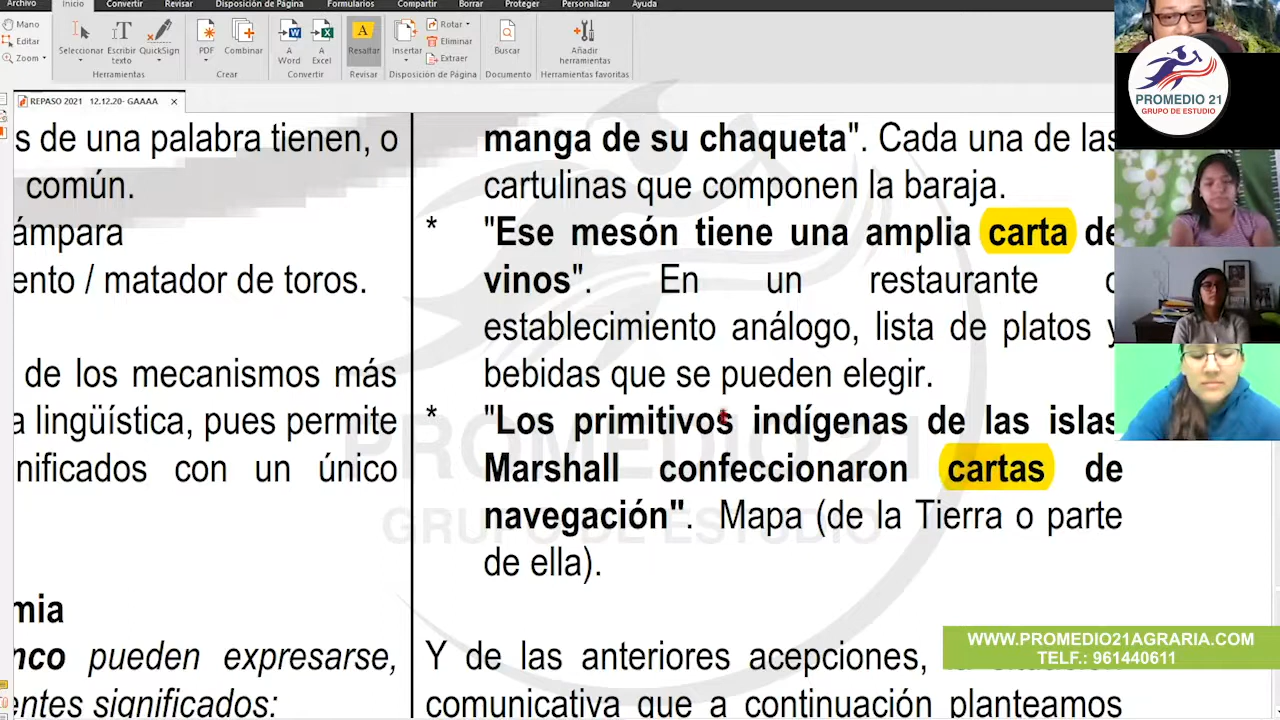 Archivo Inicio Convertir Revisar Disposición de Página Formularios Compartir Borrar Proteger Personalizar Ayuda
Mano
Editar
Zoom
Seleccionar
Escribir texto
QuickSign
PDF
Combinar
A Word
A Excel
Resaltar
Insertar
Rotar
Eliminar
Extraer
Buscar
Añadir herramientas
Herramientas Crear Convertir Revisar Disposición de Página Documento Herramientas favoritas
REPASO 2021 12.12.20- GAAAA
s de una palabra tienen, o
común.
ámpara
ento / matador de toros.
de los mecanismos más
a lingüística, pues permite
nificados con un único
mia
nco pueden expresarse,
entes significados:
manga de su chaqueta". Cada una de las
cartulinas que componen la baraja.
* "Ese mesón tiene una amplia carta de
vinos". En un restaurante o
establecimiento análogo, lista de platos y
bebidas que se pueden elegir.
* "Los primitivos indígenas de las islas
Marshall confeccionaron cartas de
navegación". Mapa (de la Tierra o parte
de ella).
Y de las anteriores acepciones,
comunicativa que a continuación planteamos
PROMEDIO 21
GRUPO DE ESTUDIO
PROMEDIO 21
GRUPO DE ESTUDIO
WWW.PROMEDIO21AGRARIA.COM
TELF.: 961440611